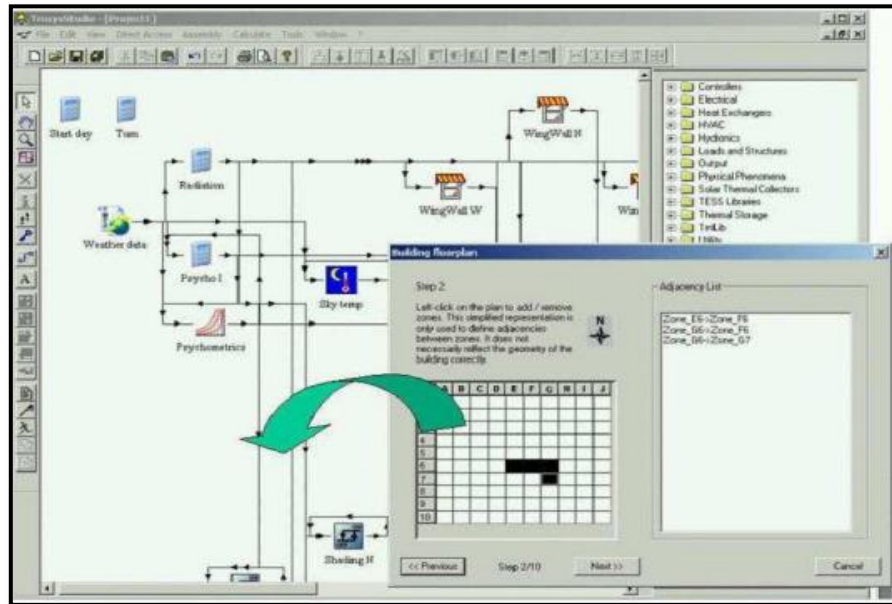 TrnsysStudio - [Project1]
File Edit View Direct Access Assembly Calculate Tools Window ?
Start day
Turn
Radiation
Weather data
Psycho I
Psychometrics
Sky temp
WingWall N
WingWall W
Shading N
Controllers
Electrical
Heat Exchangers
HVAC
Hydronics
Loads and Structures
Output
Physical Phenomena
Solar Thermal Collectors
TESS Libraries
Thermal Storage
Utility
Building floorplan
Step 2
Left-click on the plan to add / remove
zones. This simplified representation is
only used to define adjacencies
between zones. It does not
necessarily reflect the geometry of the
building correctly.
N
A B C D E F G H I J
4
5
6
7
8
9
10
Adjacency List
Zone_E6->Zone_F6
Zone_G6->Zone_F6
Zone_G6->Zone_G7
<< Previous
Step 2/10
Next >>
Cancel